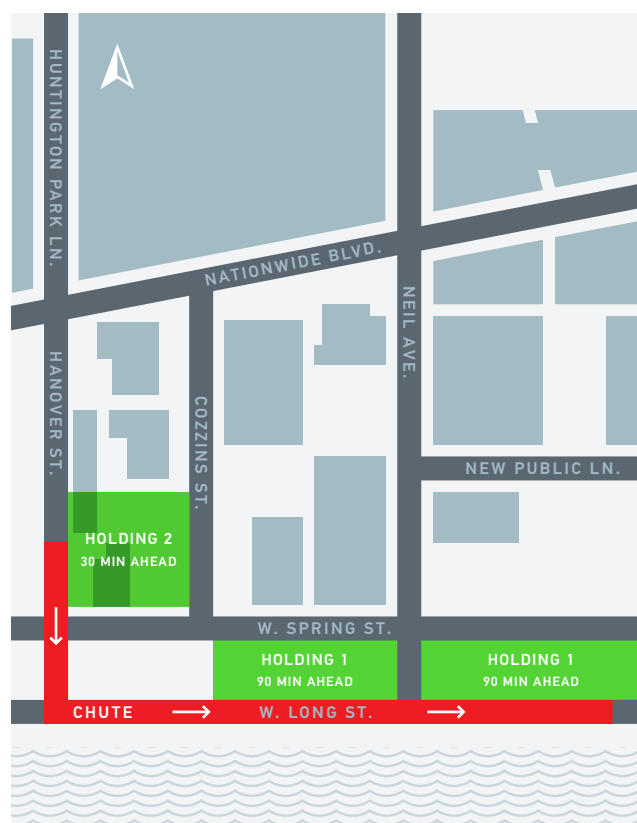 HUNTINGTON PARK LN.
NATIONWIDE BLVD.
NEIL AVE.
HANOVER ST.
COZZINS ST.
NEW PUBLIC LN.
HOLDING 2
30 MIN AHEAD
W. SPRING ST.
HOLDING 1
90 MIN AHEAD
HOLDING 1
90 MIN AHEAD
CHUTE
W. LONG ST.